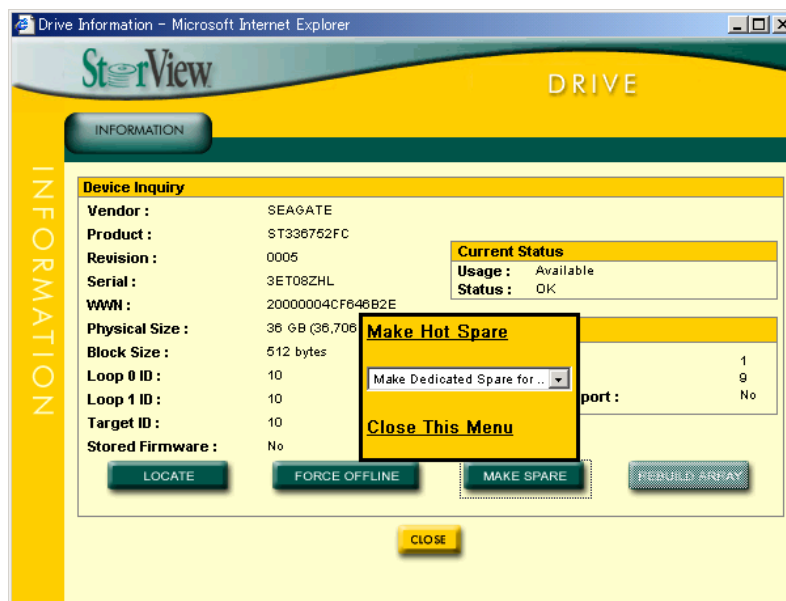 Drive Information - Microsoft Internet Explorer
StorView
DRIVE
INFORMATION
INFORMATION
Device Inquiry
Vendor : SEAGATE
Product : ST336752FC
Revision : 0005
Serial : 3ET08ZHL
WWN : 20000004CF646B2E
Physical Size : 36 GB (36,706
Block Size : 512 bytes
Loop 0 ID : 10
Loop 1 ID : 10
Target ID : 10
Stored Firmware : No
Current Status
Usage : Available
Status : OK
1
9
port : No
Make Hot Spare
Make Dedicated Spare for ..
Close This Menu
LOCATE FORCE OFFLINE MAKE SPARE REBUILD ARRAY
CLOSE